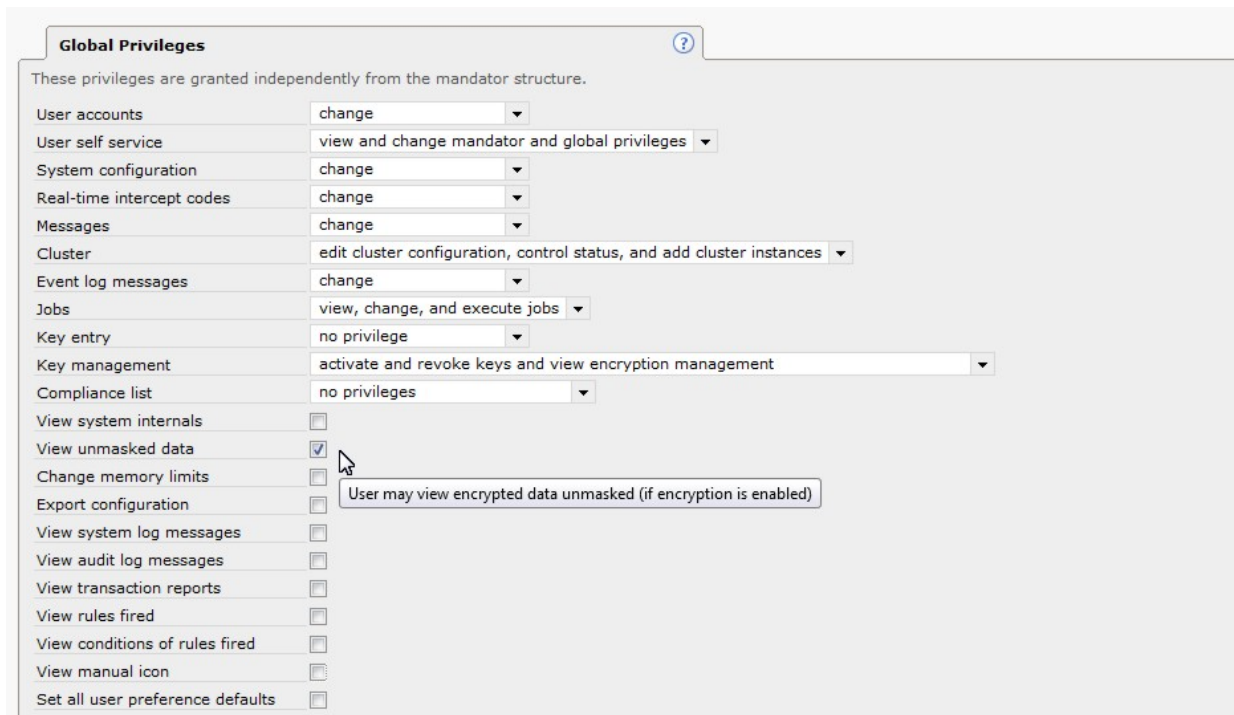 Global Privileges ?
These privileges are granted independently from the mandator structure.
User accounts change
User self service view and change mandator and global privileges
System configuration change
Real-time intercept codes change
Messages change
Cluster edit cluster configuration, control status, and add cluster instances
Event log messages change
Jobs view, change, and execute jobs
Key entry no privilege
Key management activate and revoke keys and view encryption management
Compliance list no privileges
View system internals
View unmasked data
Change memory limits
User may view encrypted data unmasked (if encryption is enabled)
Export configuration
View system log messages
View audit log messages
View transaction reports
View rules fired
View conditions of rules fired
View manual icon
Set all user preference defaults